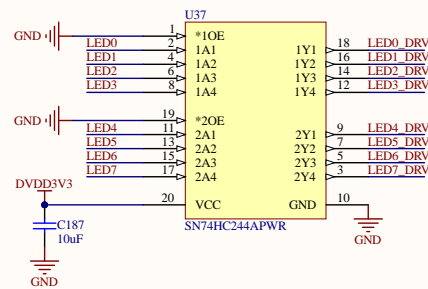 U37
GND 1 *1OE
LED0 2 1A1 1Y1 18 LED0_DRV
LED1 4 1A2 1Y2 16 LED1_DRV
LED2 6 1A3 1Y3 14 LED2_DRV
LED3 8 1A4 1Y4 12 LED3_DRV
GND 19 *2OE
LED4 11 2A1 2Y1 9 LED4_DRV
LED5 13 2A2 2Y2 7 LED5_DRV
LED6 15 2A3 2Y3 5 LED6_DRV
LED7 17 2A4 2Y4 3 LED7_DRV
DVDD3V3
20 VCC GND 10
SN74HC244APWR
C187
10uF
GND
GND